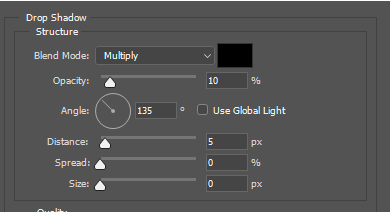 Drop Shadow
Structure
Blend Mode: Multiply
Opacity: 10 %
Angle: 135 ° Use Global Light
Distance: 5 px
Spread: 0 %
Size: 0 px
Quality